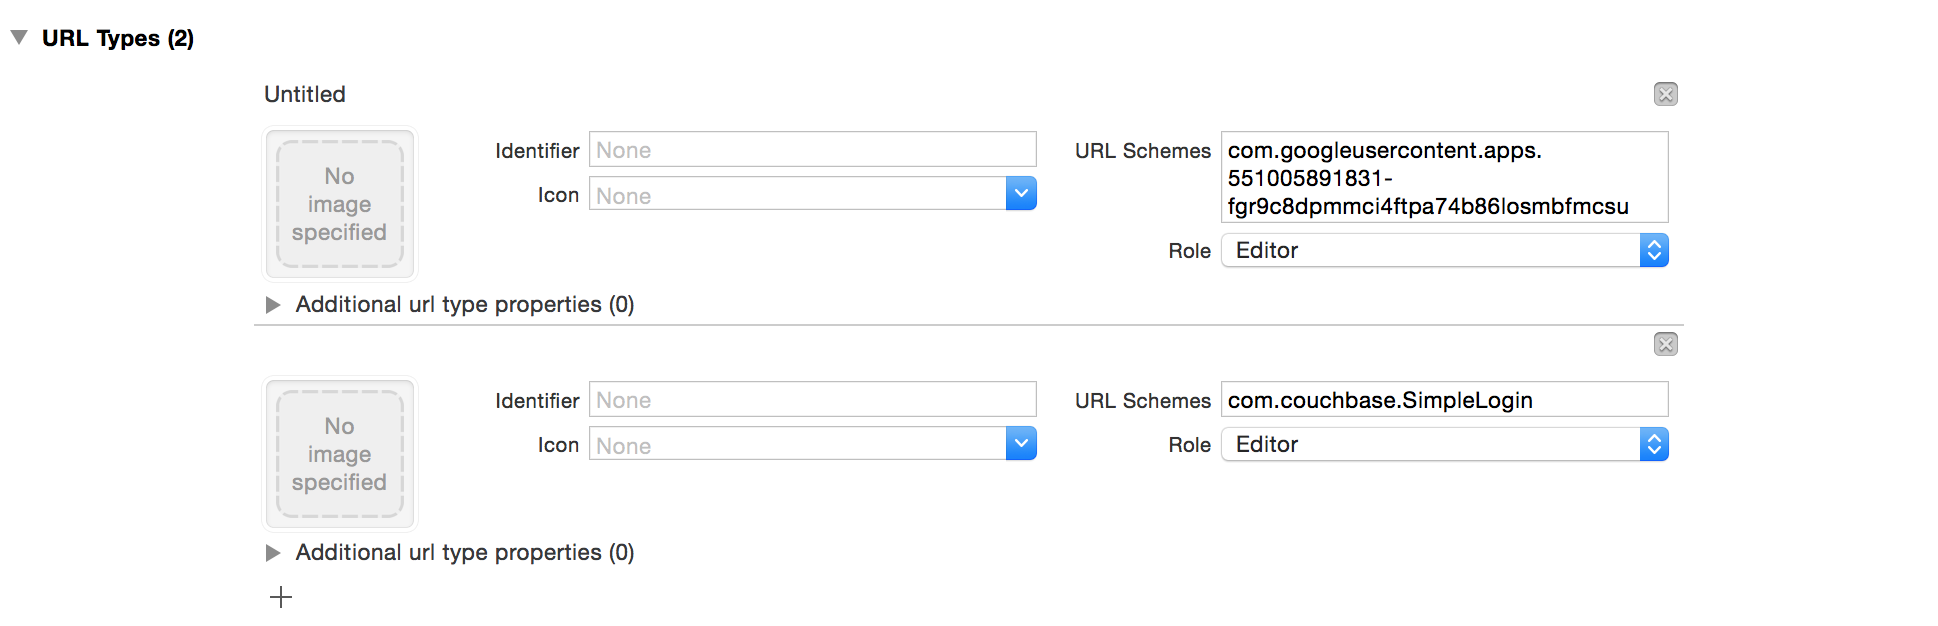 URL Types (2)
Untitled
No
image
specified
Identifier None
Icon None
URL Schemes com.googleusercontent.apps.
551005891831-
fgr9c8dpmmci4ftpa74b86losmbfmcsu
Role Editor
Additional url type properties (0)
No
image
specified
Identifier None
Icon None
URL Schemes com.couchbase.SimpleLogin
Role Editor
Additional url type properties (0)